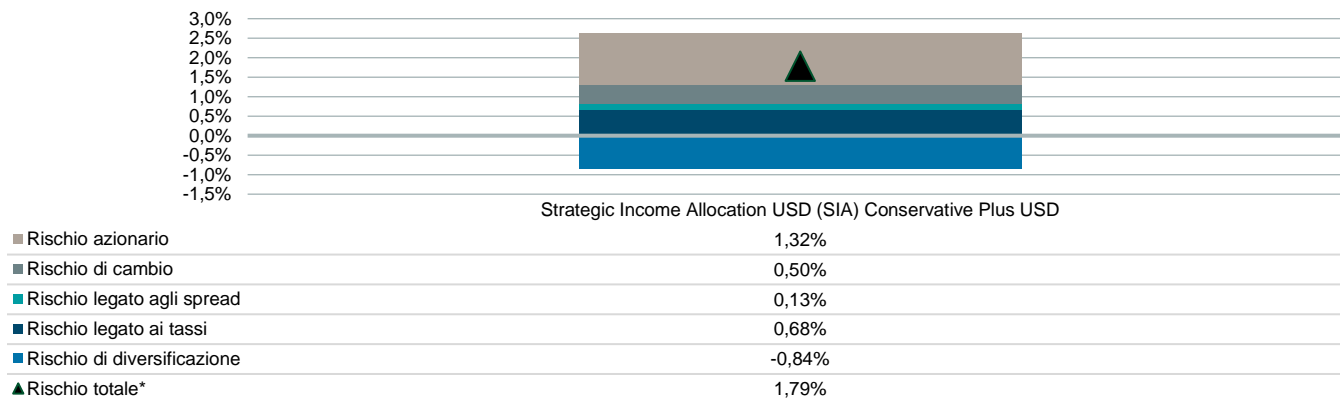 3,0%
2,5%
2,0%
1,5%
1,0%
0,5%
0,0%
-0,5%
-1,0%
-1,5%
Strategic Income Allocation USD (SIA) Conservative Plus USD
Rischio azionario 1,32%
Rischio di cambio 0,50%
Rischio legato agli spread 0,13%
Rischio legato ai tassi 0,68%
Rischio di diversificazione -0,84%
Rischio totale* 1,79%